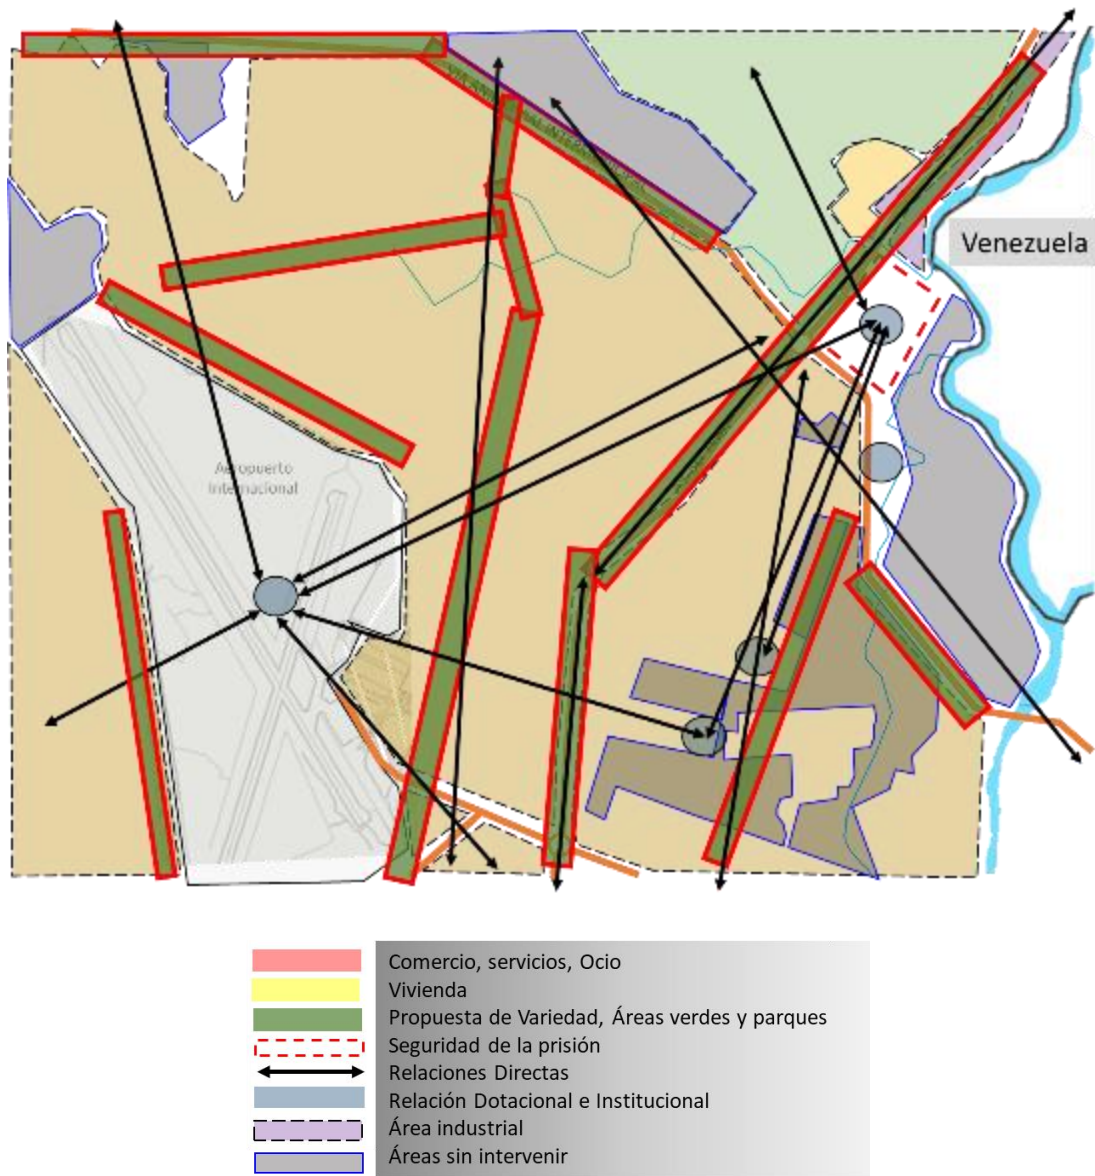 Venezuela
Aeropuerto
Internacional
Comercio, servicios, Ocio
Vivienda
Propuesta de Variedad, Áreas verdes y parques
Seguridad de la prisión
Relaciones Directas
Relación Dotacional e Institucional
Área industrial
Áreas sin intervenir